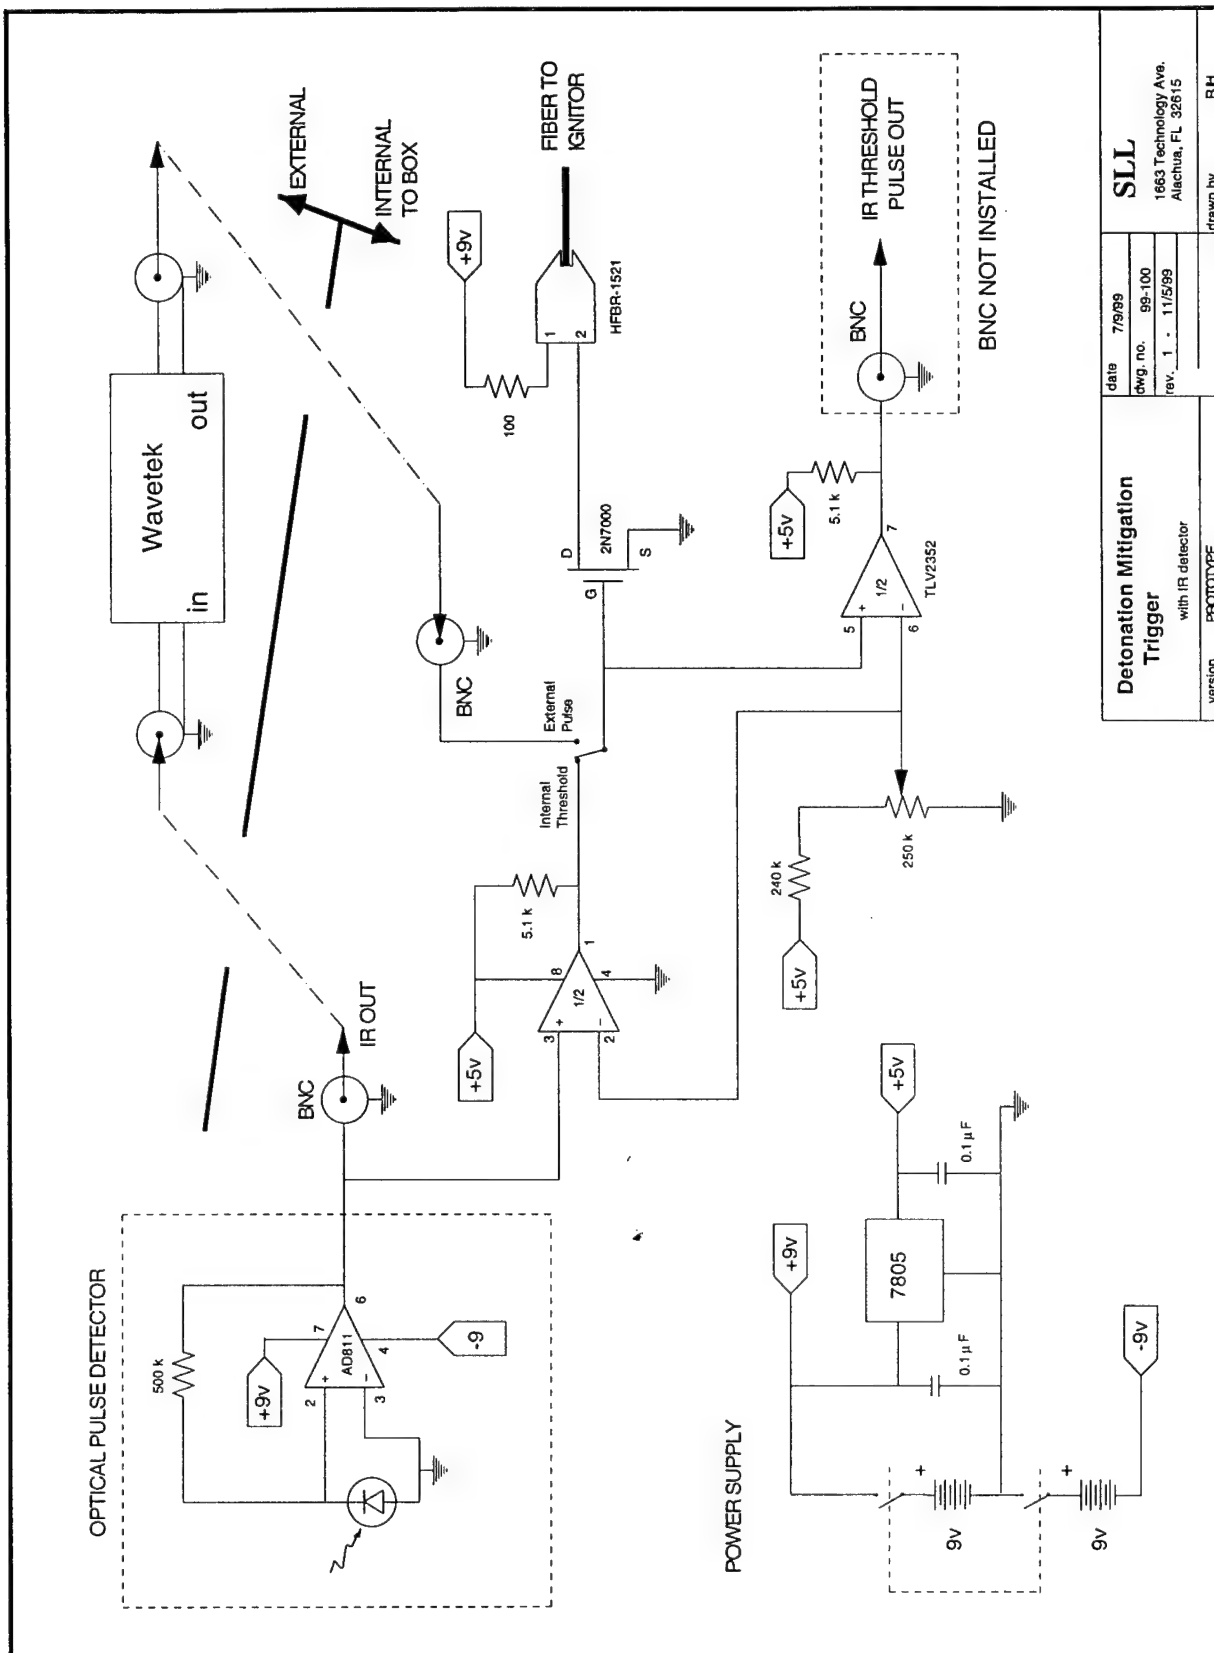 OPTICAL PULSE DETECTOR
500 k
+9v
AD811
+
-
2
3
7
4
6
-9
BNC
IR OUT
Wavetek
in
out
EXTERNAL
INTERNAL
TO BOX
+5v
5.1 k
3
2
+
-
1/2
8
4
1
Internal
Threshold
External
Pulse
BNC
G
D
S
2N7000
+9v
100
1
2
HFBR-1521
FIBER TO
IGNITOR
+5v
240 k
250 k
5
6
+
-
1/2
7
TLV2352
+5v
5.1 k
BNC
IR THRESHOLD
PULSE OUT
BNC NOT INSTALLED
POWER SUPPLY
9v
+
9v
+
+9v
-9v
0.1 µF
7805
0.1 µF
+5v
Detonation Mitigation
Trigger
with IR detector
version PROTOTYPE
date 7/9/99
dwg. no. 99-100
rev. 1 - 11/5/99
SLL
1663 Technology Ave.
Alachua, FL 32615
drawn by RH